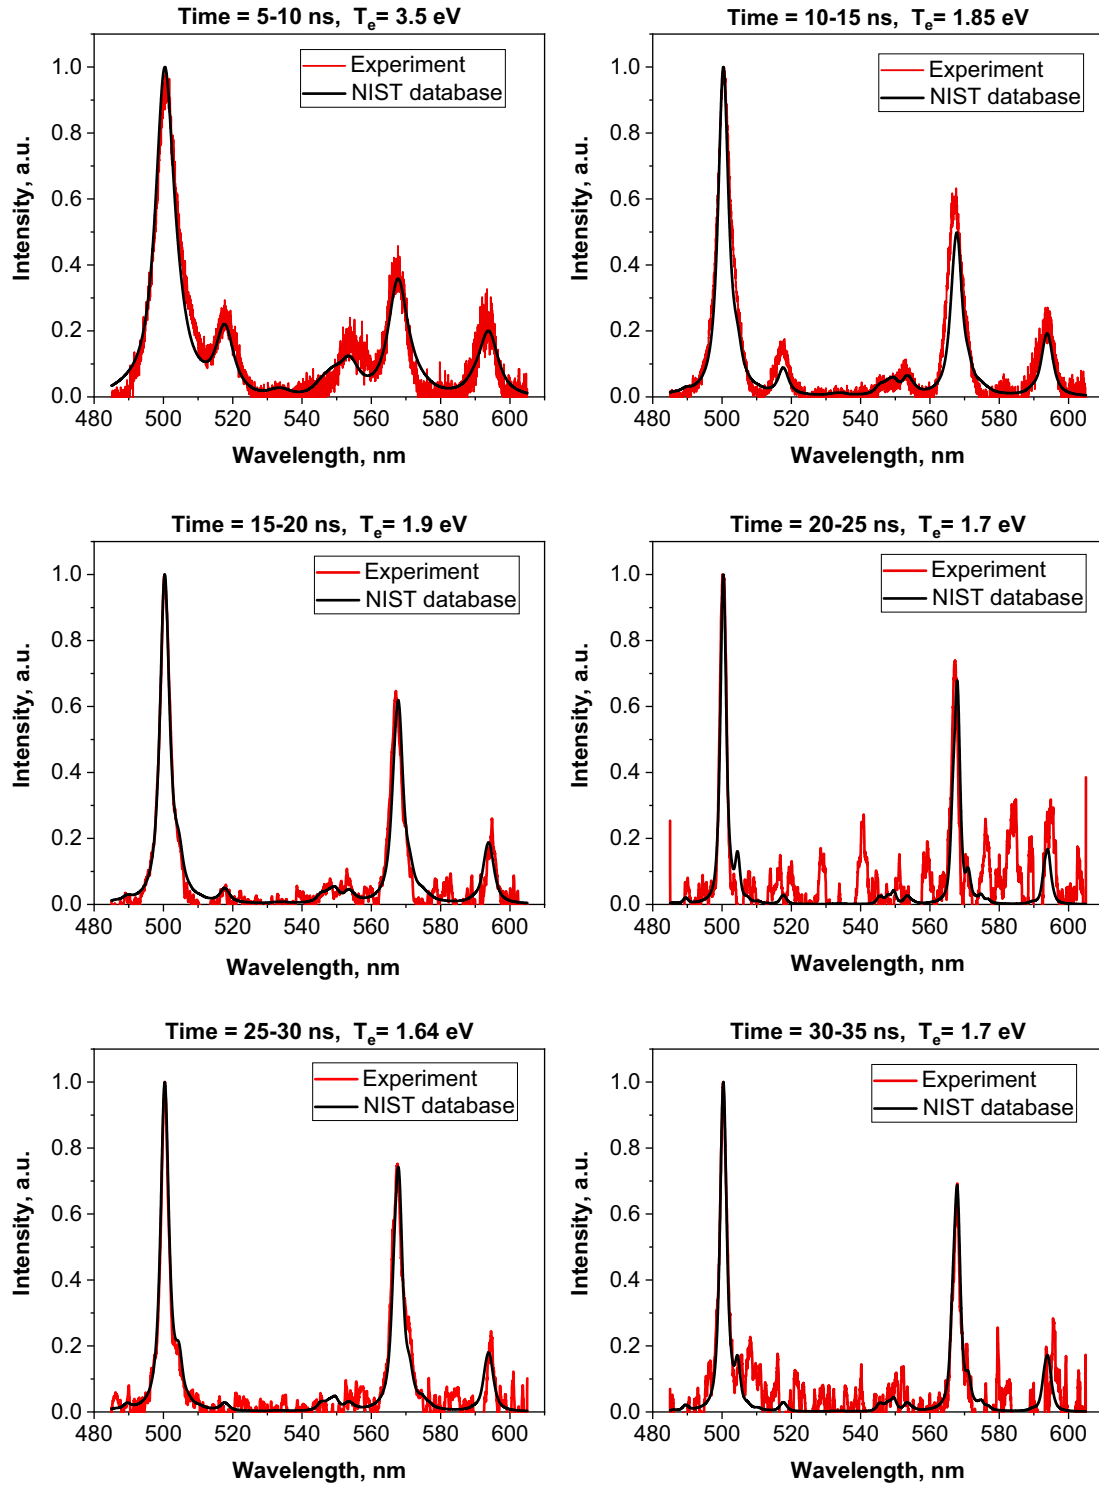 Time = 5-10 ns, Te= 3.5 eV
Experiment
NIST database
Intensity, a.u.
1.0
0.8
0.6
0.4
0.2
0.0
480 500 520 540 560 580 600
Wavelength, nm
Time = 10-15 ns, Te= 1.85 eV
Experiment
NIST database
Intensity, a.u.
1.0
0.8
0.6
0.4
0.2
0.0
480 500 520 540 560 580 600
Wavelength, nm
Time = 15-20 ns, Te= 1.9 eV
Experiment
NIST database
Intensity, a.u.
1.0
0.8
0.6
0.4
0.2
0.0
480 500 520 540 560 580 600
Wavelength, nm
Time = 20-25 ns, Te= 1.7 eV
Experiment
NIST database
Intensity, a.u.
1.0
0.8
0.6
0.4
0.2
0.0
480 500 520 540 560 580 600
Wavelength, nm
Time = 25-30 ns, Te= 1.64 eV
Experiment
NIST database
Intensity, a.u.
1.0
0.8
0.6
0.4
0.2
0.0
480 500 520 540 560 580 600
Wavelength, nm
Time = 30-35 ns, Te= 1.7 eV
Experiment
NIST database
Intensity, a.u.
1.0
0.8
0.6
0.4
0.2
0.0
480 500 520 540 560 580 600
Wavelength, nm